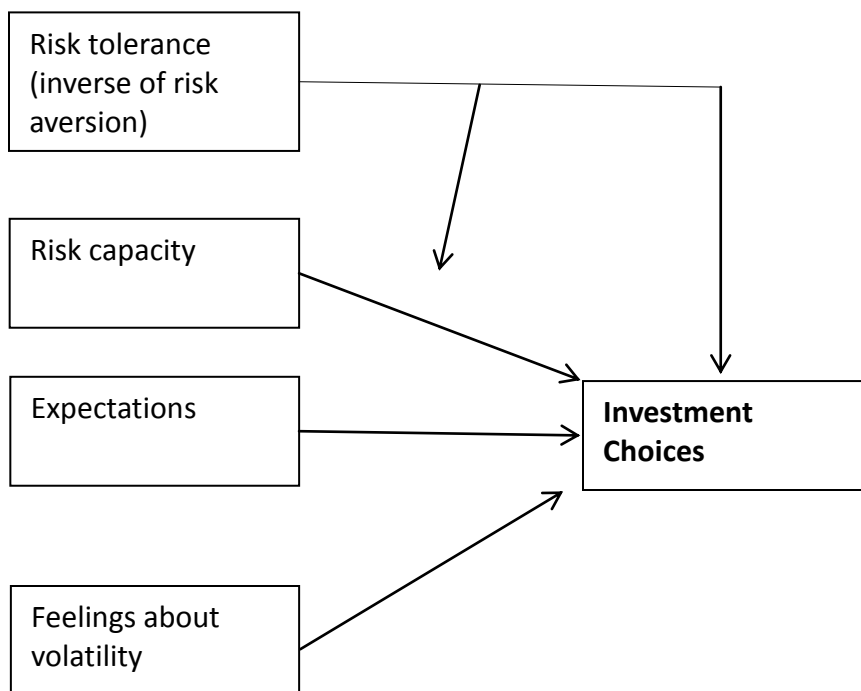 Risk tolerance
(inverse of risk
aversion)
Risk capacity
Expectations
Investment
Choices
Feelings about
volatility